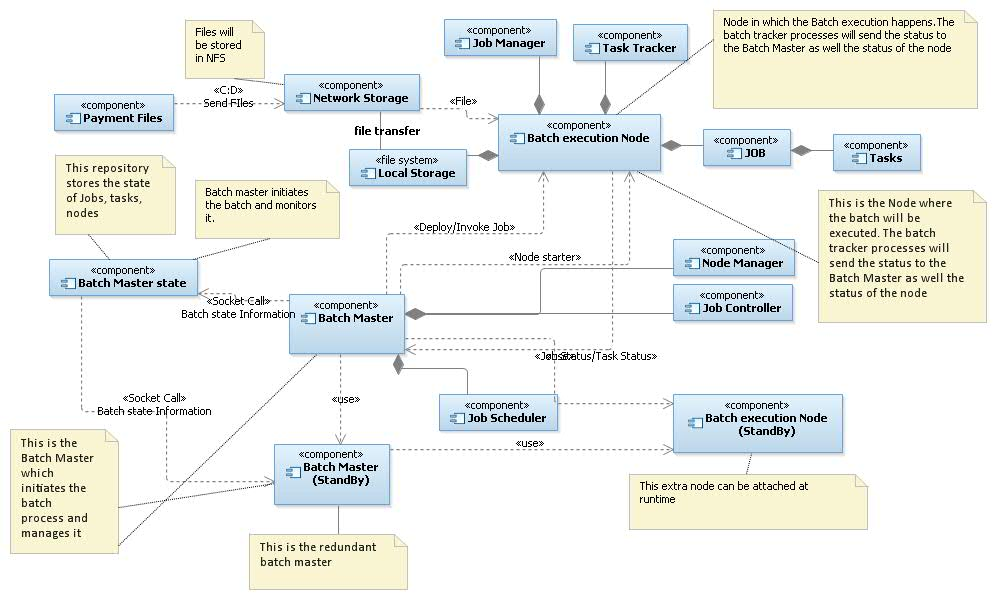 Files will
be stored
in NFS
«component»
Job Manager
«component»
Task Tracker
Node in which the Batch execution happens.The
batch tracker processes will send the status to
the Batch Master as well the status of the node
«component»
Payment Files
«C:D»
Send FIles
«component»
Network Storage
«File»
file transfer
«component»
Batch execution Node
«component»
JOB
«component»
Tasks
«file system»
Local Storage
This repository
stores the state
of Jobs, tasks,
nodes
Batch master initiates
the batch and monitors
it.
This is the Node where
the batch will be
executed. The batch
tracker processes will
send the status to the
Batch Master as well the
status of the node
«Deploy/Invoke Job»
«Node starter»
«component»
Node Manager
«component»
Batch Master state
«Socket Call»
Batch state Information
«component»
Batch Master
«component»
Job Controller
Status/Task Status»
«use»
«component»
Job Scheduler
«component»
Batch execution Node
(StandBy)
«Socket Call»
Batch state Information
«use»
This is the
Batch Master
which
initiates the
batch
process and
manages it
«component»
Batch Master
(StandBy)
This extra node can be attached at
runtime
This is the redundant
batch master